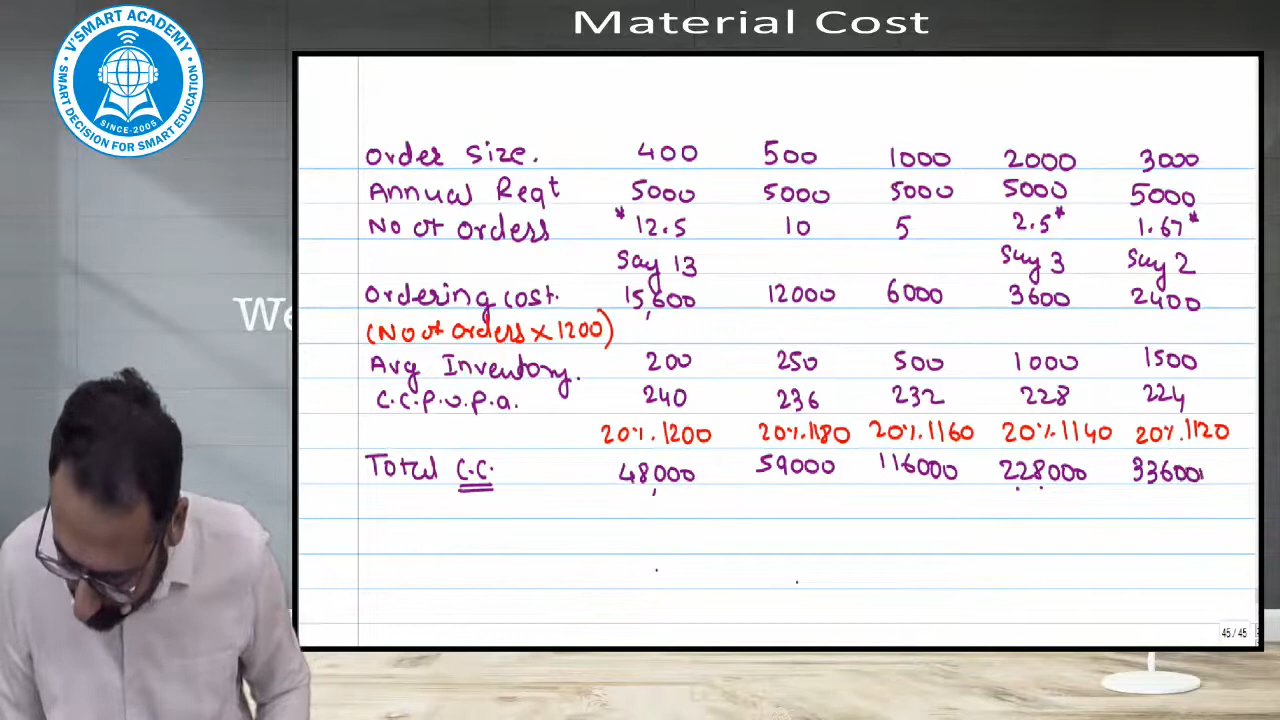 Material Cost
V'SMART ACADEMY
SMART DECISION FOR SMART EDUCATION
SINCE-2005
We
Order Size. 400 500 1000 2000 3000
Annual Reqt 5000 5000 5000 5000 5000
No of orders *12.5 10 5 2.5* 1.67*
Say 13 Say 3 Say 2
Ordering cost. 15,600 12000 6000 3600 2400
(No of orders × 1200)
Avg Inventory. 200 250 500 1000 1500
C.C.P.U.P.a. 240 236 232 228 224
20%.1200 20%.1180 20%.1160 20%.1140 20%.1120
Total C.C. 48000 59000 116000 228000 336000
45 / 45